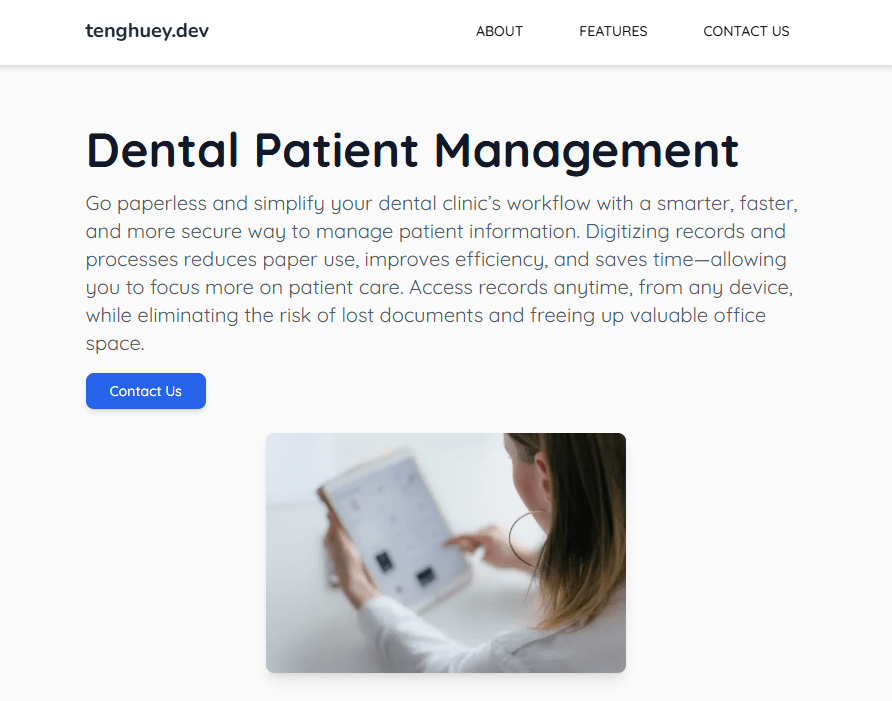 tenghuey.dev
ABOUT
FEATURES
CONTACT US
Dental Patient Management
Go paperless and simplify your dental clinic’s workflow with a smarter, faster,
and more secure way to manage patient information. Digitizing records and
processes reduces paper use, improves efficiency, and saves time—allowing
you to focus more on patient care. Access records anytime, from any device,
while eliminating the risk of lost documents and freeing up valuable office
space.
Contact Us